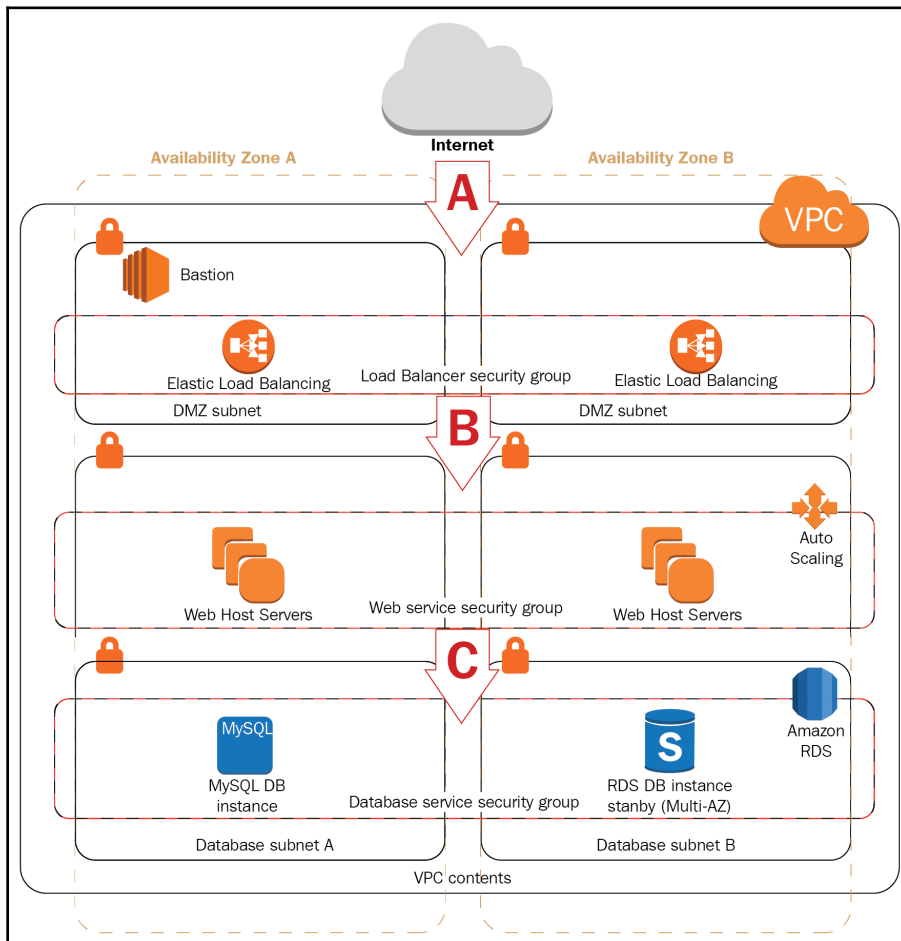 Internet
Availability Zone A
Availability Zone B
A
VPC
Bastion
Elastic Load Balancing
Load Balancer security group
Elastic Load Balancing
DMZ subnet
DMZ subnet
B
Auto
Scaling
Web Host Servers
Web service security group
Web Host Servers
C
MySQL
S
Amazon
RDS
MySQL DB
instance
RDS DB instance
stanby (Multi-AZ)
Database service security group
Database subnet A
Database subnet B
VPC contents